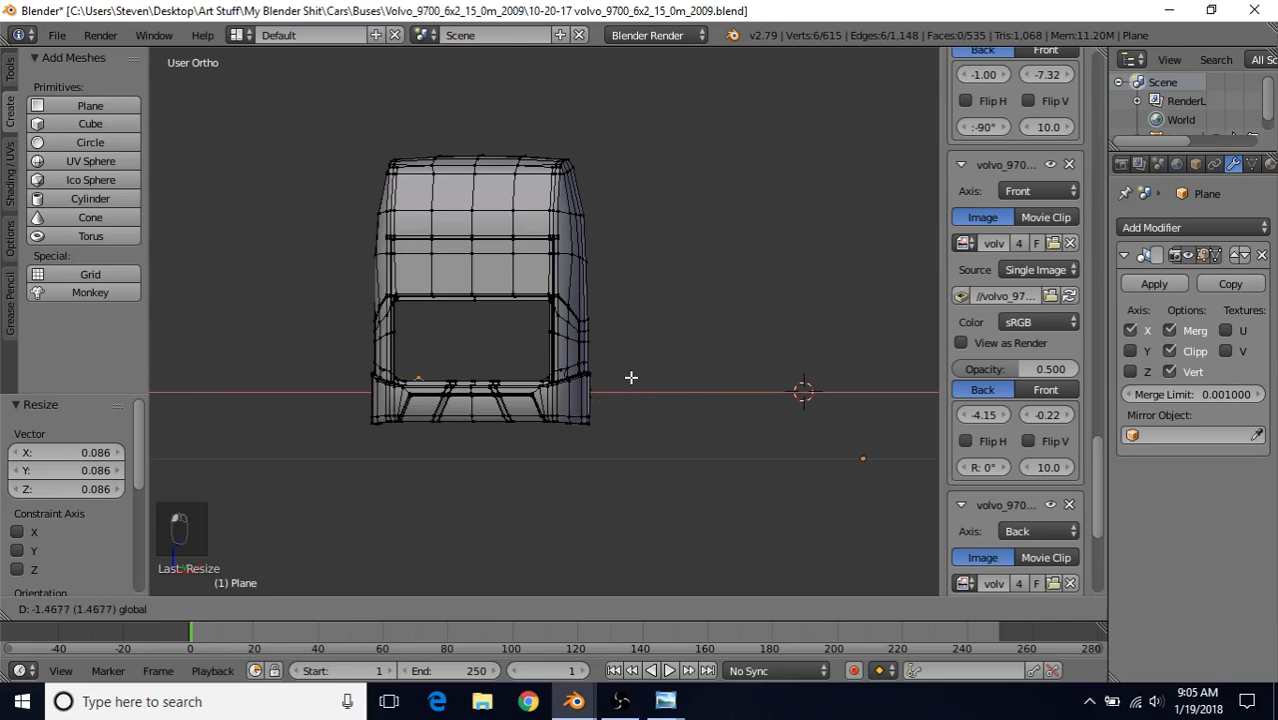 Blender* [C:\Users\Steven\Desktop\Art Stuff\My Blender Shit\Cars\Buses\Volvo_9700_6x2_15_0m_2009\10-20-17 volvo_9700_6x2_15_0m_2009.blend]
File Render Window Help Default Scene Blender Render v2.79 | Verts:6/615 | Edges:6/1,148 | Faces:0/535 | Tris:1,068 | Mem:11.20M | Plane
Tools
Create
Shading / UVs
Options
Grease Pencil
Add Meshes
Primitives:
Plane
Cube
Circle
UV Sphere
Ico Sphere
Cylinder
Cone
Torus
Special:
Grid
Monkey
Resize
Vector
X: 0.086
Y: 0.086
Z: 0.086
Constraint Axis
X
Y
Z
Orientation
User Ortho
Last: Resize
(1) Plane
Back Front
-1.00 -7.32
Flip H Flip V
:-90° 10.0
volvo_970...
Axis: Front
Image Movie Clip
volv 4 F
Source Single Image
//volvo_97...
Color sRGB
View as Render
Opacity: 0.500
Back Front
-4.15 -0.22
Flip H Flip V
R: 0° 10.0
volvo_970...
Axis: Back
Image Movie Clip
volv 4 F
View Search All Sc
Scene
RenderL
World
Plane
Add Modifier
Apply Copy
Axis: Options: Textures:
X Merg U
Y Clipp V
Z Vert
Merge Limit: 0.001000
Mirror Object:
D: -1.4677 (1.4677) global
-40 -20 0 20 40 60 80 100 120 140 160 180 200 220 240 260 280
View Marker Frame Playback Start: 1 End: 250 1 No Sync
Type here to search
9:05 AM
1/19/2018